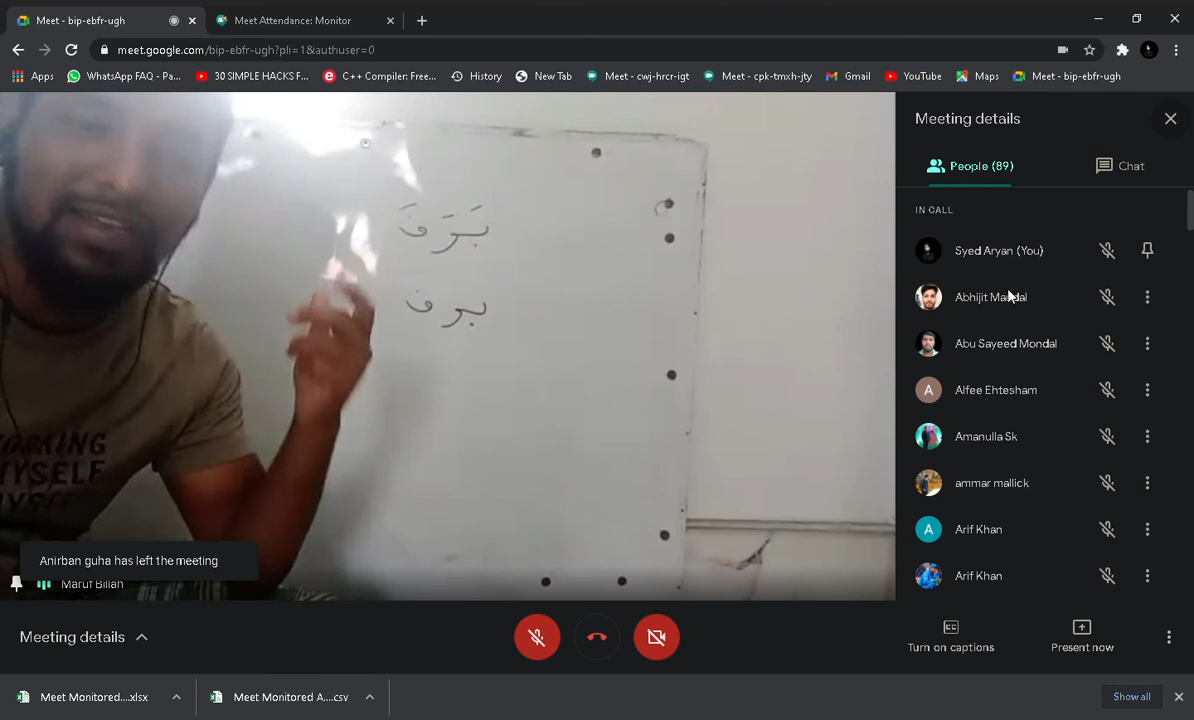 Meet - bip-ebfr-ugh
Meet Attendance: Monitor
meet.google.com/bip-ebfr-ugh?pli=1&authuser=0
Apps
WhatsApp FAQ - Pa...
30 SIMPLE HACKS F...
C++ Compiler: Free...
History
New Tab
Meet - cwj-hrcr-igt
Meet - cpk-tmxh-jty
Gmail
YouTube
Maps
Meet - bip-ebfr-ugh
بَرَفَ
برف
Anirban guha has left the meeting
Maruf Billah
Meeting details
People (89)
Chat
IN CALL
Syed Aryan (You)
Abhijit Mandal
Abu Sayeed Mondal
A
Alfee Ehtesham
Amanulla Sk
ammar mallick
A
Arif Khan
Arif Khan
Meeting details
CC
Turn on captions
Present now
Meet Monitored....xlsx
Meet Monitored A....csv
Show all